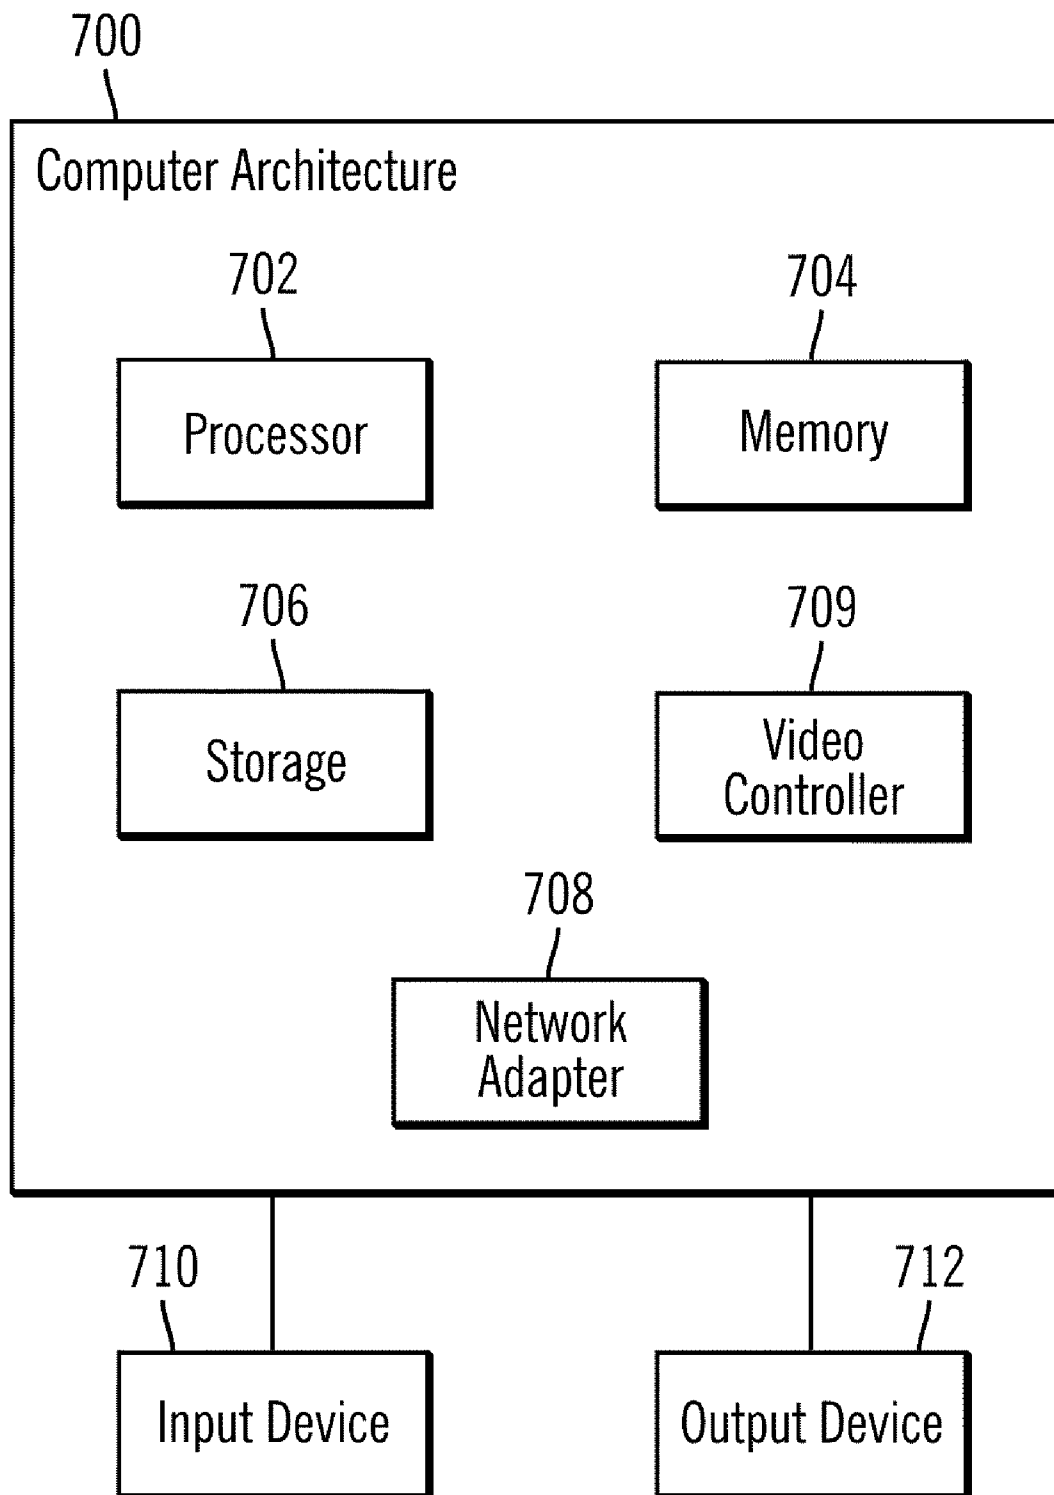 700
Computer Architecture
702
704
Processor
Memory
706
709
Storage
Video
Controller
708
Network
Adapter
710
712
Input Device
Output Device